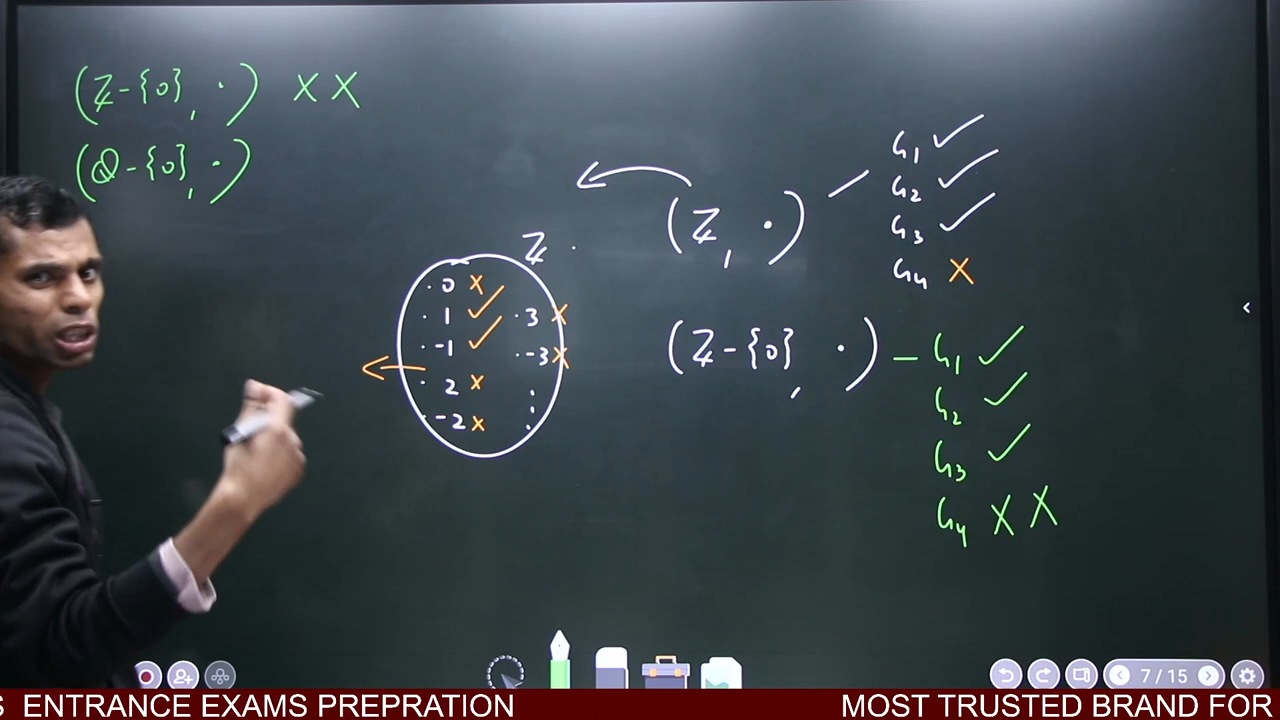 (ℤ-{0}, ·) X X
(ℚ-{0}, ·)
(ℤ, ·) –
G₁ ✓
G₂ ✓
G₃ ✓
G₄ X
ℤ ·
· 0 X
· 1 ✓ · 3 X
· -1 ✓ · -3 X
· 2 X
· -2 X
(ℤ-{0}, ·) – G₁ ✓
G₂ ✓
G₃ ✓
G₄ X X
7/15
S ENTRANCE EXAMS PREPRATION MOST TRUSTED BRAND FOR